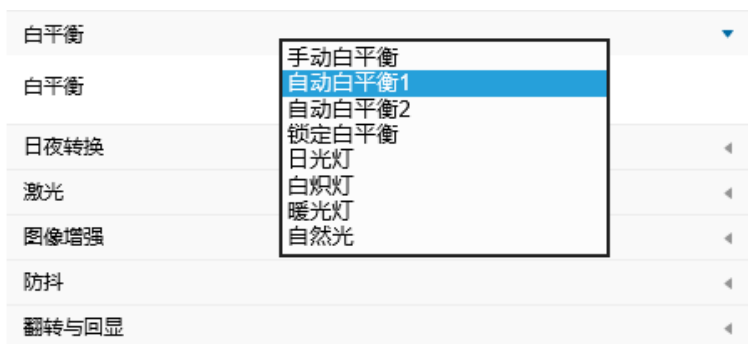 白平衡
白平衡
手动白平衡
自动白平衡1
自动白平衡2
锁定白平衡
日光灯
白炽灯
暖光灯
自然光
日夜转换
激光
图像增强
防抖
翻转与回显